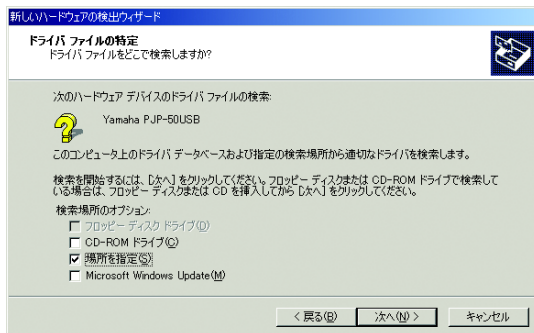 新しいハードウェアの検出ウィザード
ドライバ ファイルの特定
ドライバ ファイルをどこで検索しますか?
次のハードウェア デバイスのドライバ ファイルの検索:
Yamaha PJP-50USB
このコンピュータ上のドライバ データベースおよび指定の検索場所から適切なドライバを検索します。
検索を開始するには、[次へ] をクリックしてください。フロッピー ディスクまたは CD-ROM ドライブで検索して
いる場合は、フロッピー ディスクまたは CD を挿入してから [次へ] をクリックしてください。
検索場所のオプション:
フロッピー ディスク ドライブ(D)
CD-ROM ドライブ(C)
場所を指定(S)
Microsoft Windows Update(M)
< 戻る(B) 次へ(N) > キャンセル